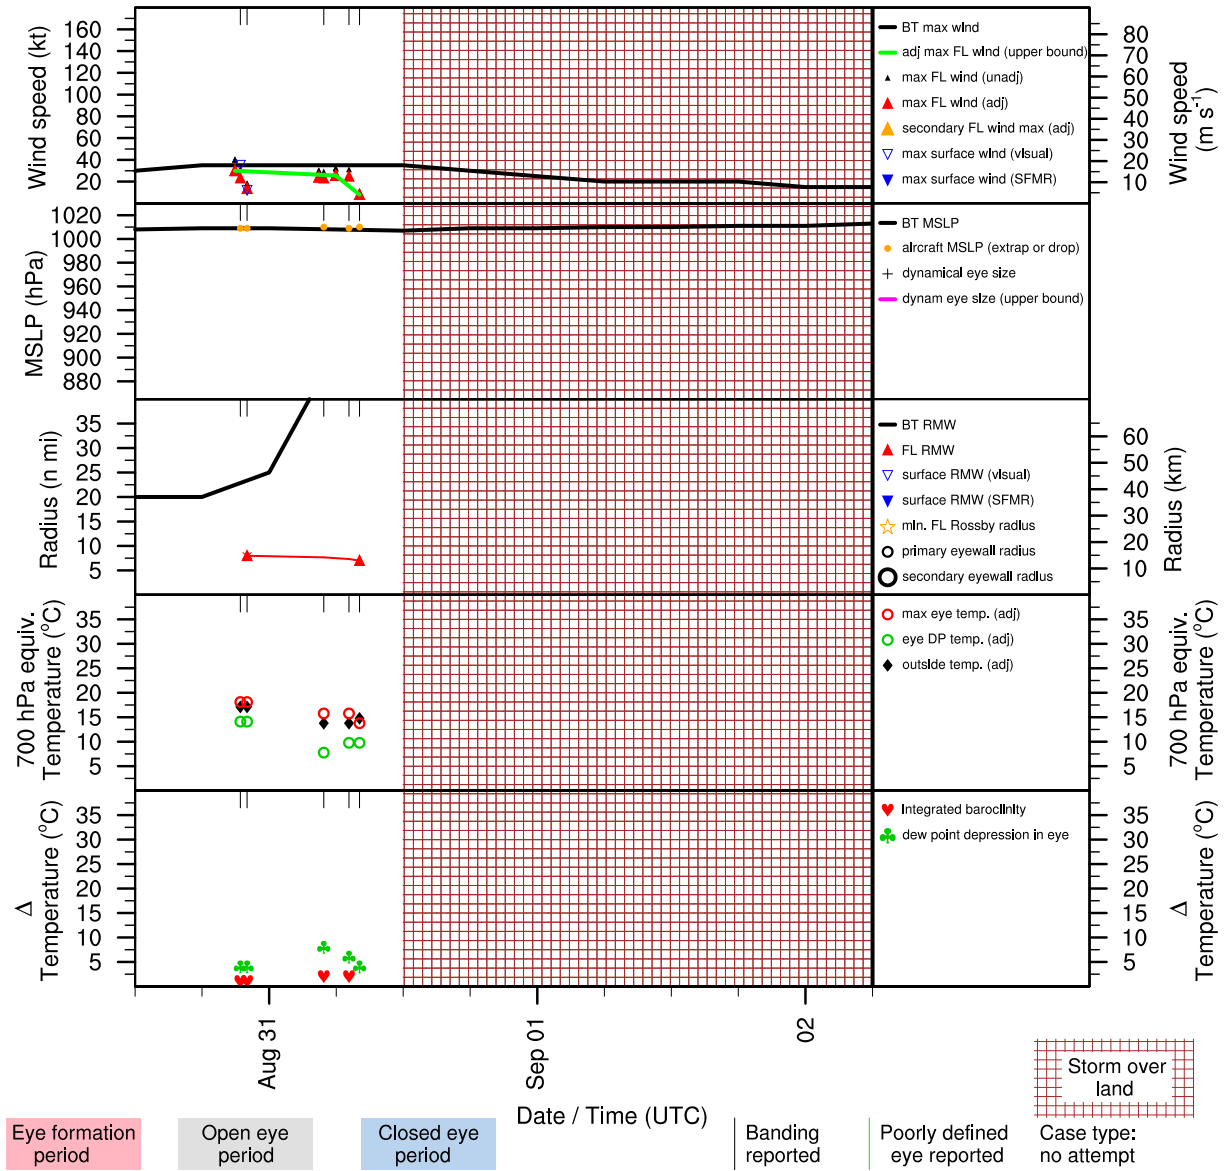 Wind speed (kt)
160
140
120
100
80
60
40
20
BT max wind
adj max FL wind (upper bound)
max FL wind (unadj)
max FL wind (adj)
secondary FL wind max (adj)
max surface wind (visual)
max surface wind (SFMR)
90
80
70
60
50
40
30
20
10
Wind speed
(m s⁻¹)
MSLP (hPa)
1020
1000
980
960
940
920
900
880
BT MSLP
aircraft MSLP (extrap or drop)
dynamical eye size
dynam eye size (upper bound)
Radius (n mi)
35
30
25
20
15
10
5
BT RMW
FL RMW
surface RMW (visual)
surface RMW (SFMR)
min. FL Rossby radius
primary eyewall radius
secondary eyewall radius
60
50
40
30
20
10
Radius (km)
700 hPa equiv.
Temperature (°C)
35
30
25
20
15
10
5
max eye temp. (adj)
eye DP temp. (adj)
outside temp. (adj)
35
30
25
20
15
10
5
700 hPa equiv.
Temperature (°C)
Δ
Temperature (°C)
35
30
25
20
15
10
5
Integrated baroclinity
dew point depression in eye
35
30
25
20
15
10
5
Δ
Temperature (°C)
Aug 31
Sep 01
02
Date / Time (UTC)
Storm over
land
Eye formation
period
Open eye
period
Closed eye
period
Banding
reported
Poorly defined
eye reported
Case type:
no attempt